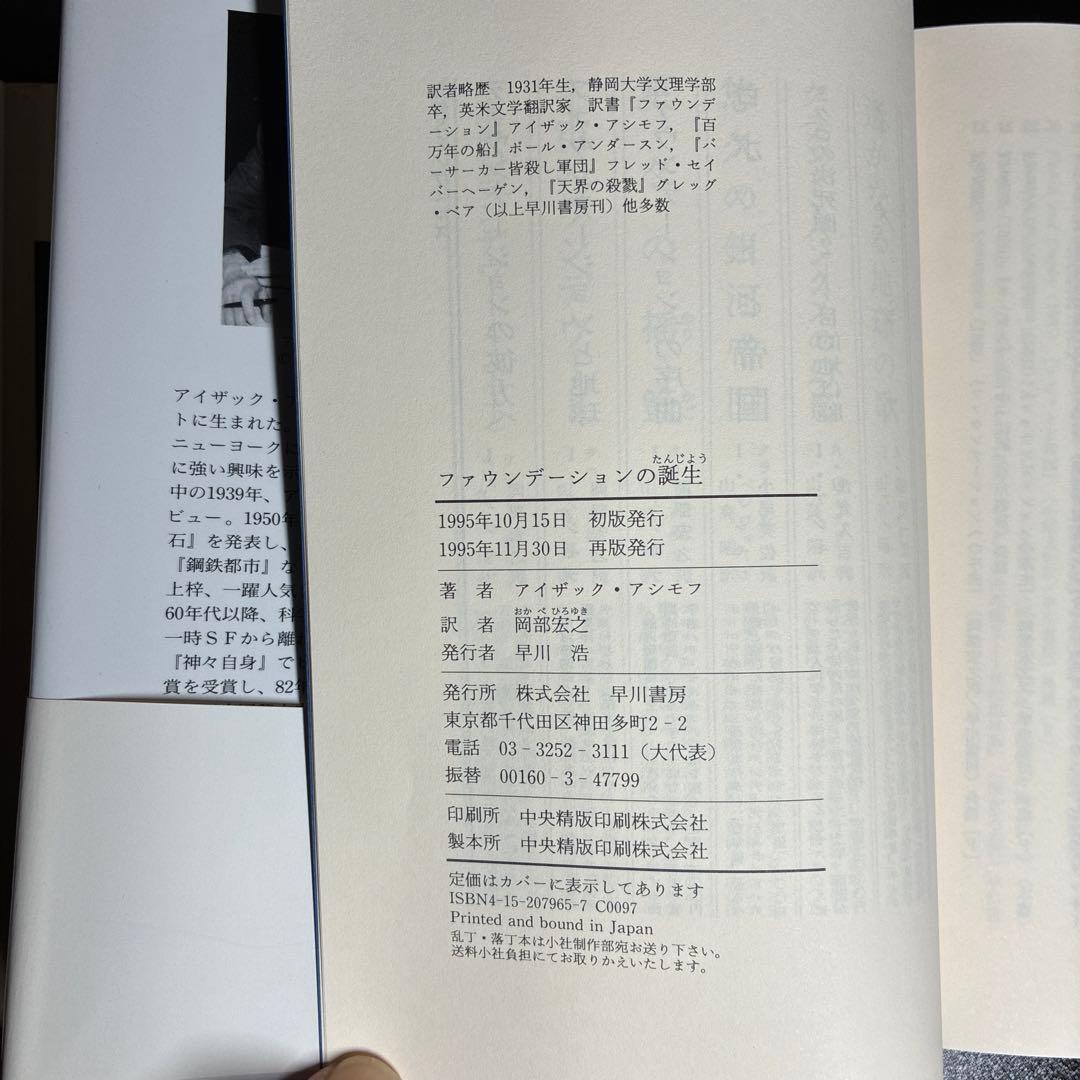 訳者略歴　1931年生，静岡大学文理学部
卒，英米文学翻訳家　訳書『ファウンデ
ーション』アイザック・アシモフ，『百
万年の船』ポール・アンダースン，『バ
ーサーカー皆殺し軍団』フレッド・セイ
バーヘーゲン，『天界の殺戮』グレッグ
・ベア（以上早川書房刊）他多数
たんじよう
ファウンデーションの誕生
1995年10月15日　初版発行
1995年11月30日　再版発行
著　者　アイザック・アシモフ
おか べ ひろゆき
訳　者　岡部宏之
発行者　早川　浩
発行所　株式会社　早川書房
東京都千代田区神田多町2‐2
電話　03‐3252‐3111（大代表）
振替　00160‐3‐47799
印刷所　中央精版印刷株式会社
製本所　中央精版印刷株式会社
定価はカバーに表示してあります
ISBN4-15-207965-7 C0097
Printed and bound in Japan
乱丁・落丁本は小社制作部宛お送り下さい。
送料小社負担にてお取りかえいたします。
アイザック・
トに生まれた
ニューヨークに
に強い興味を示
中の1939年、
ビュー。1950年
石』を発表し、
『鋼鉄都市』な
上梓、一躍人気
60年代以降、科
一時ＳＦから離
『神々自身』で
賞を受賞し、82年